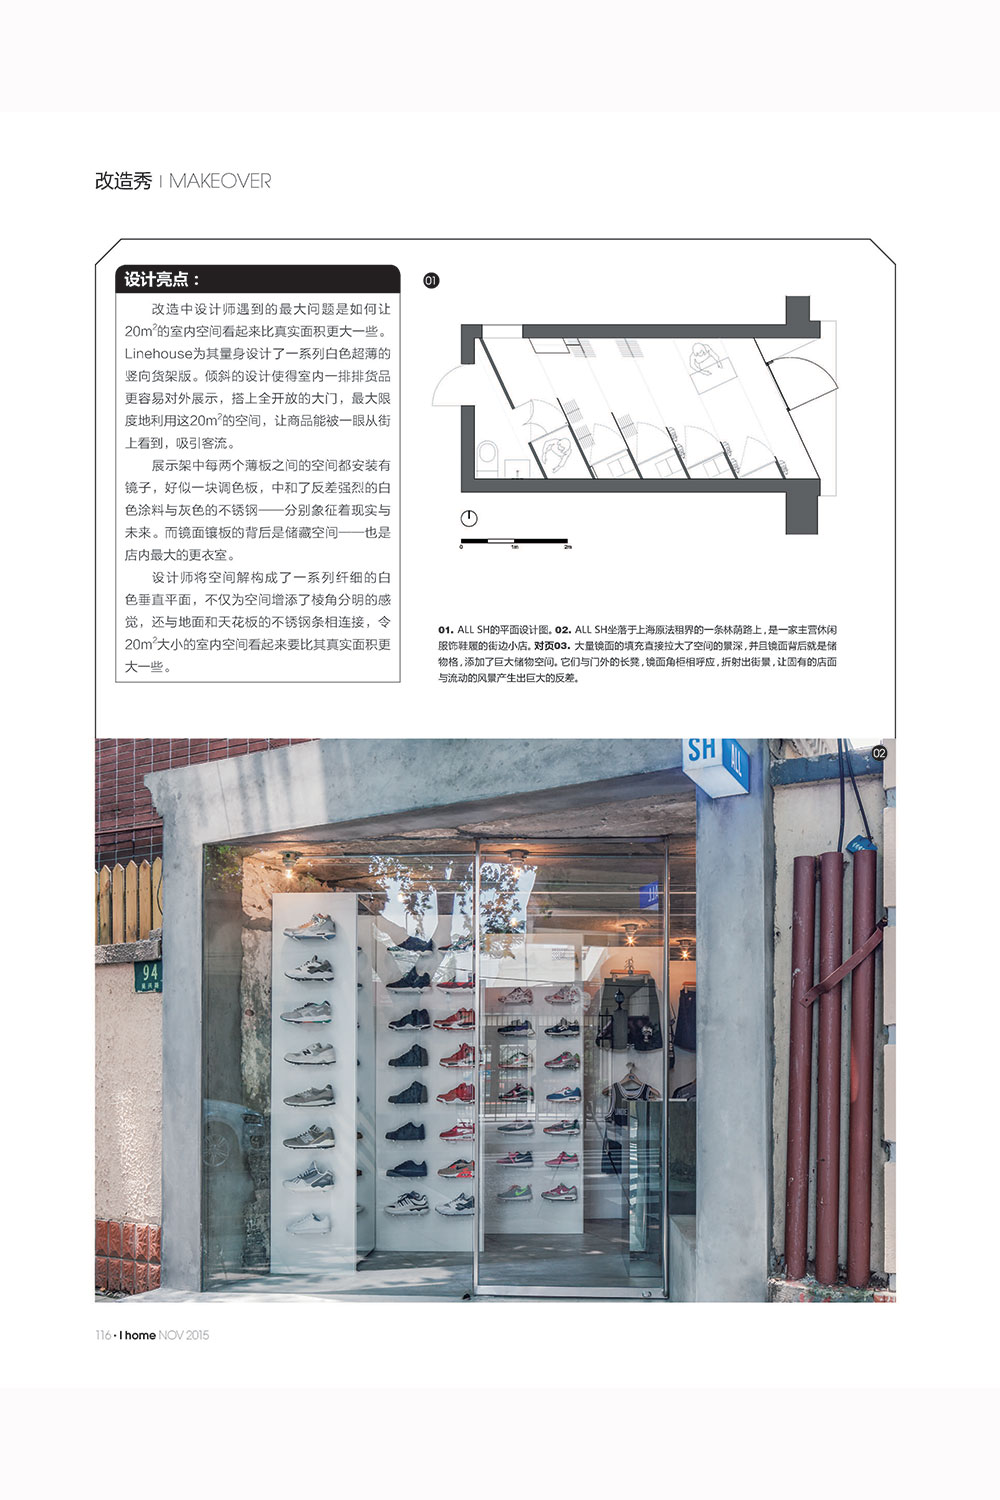 改造秀 | MAKEOVER
设计亮点：
改造中设计师遇到的最大问题是如何让
20m²的室内空间看起来比真实面积更大一些。
Linehouse为其量身设计了一系列白色超薄的
竖向货架版。倾斜的设计使得室内一排排货品
更容易对外展示，搭上全开放的大门，最大限
度地利用这20m²的空间，让商品能被一眼从街
上看到，吸引客流。
展示架中每两个薄板之间的空间都安装有
镜子，好似一块调色板，中和了反差强烈的白
色涂料与灰色的不锈钢——分别象征着现实与
未来。而镜面镶板的背后是储藏空间——也是
店内最大的更衣室。
设计师将空间解构成了一系列纤细的白
色垂直平面，不仅为空间增添了棱角分明的感
觉，还与地面和天花板的不锈钢条相连接，令
20m²大小的室内空间看起来要比其真实面积更
大一些。
01
0 1m 2m
01. ALL SH的平面设计图。02. ALL SH坐落于上海原法租界的一条林荫路上，是一家主营休闲
服饰鞋履的街边小店。对页03. 大量镜面的填充直接拉大了空间的景深，并且镜面背后就是储
物格，添加了巨大储物空间。它们与门外的长凳，镜面角柜相呼应，折射出街景，让固有的店面
与流动的风景产生出巨大的反差。
02
SH
ALL
94
116 · I home NOV 2015